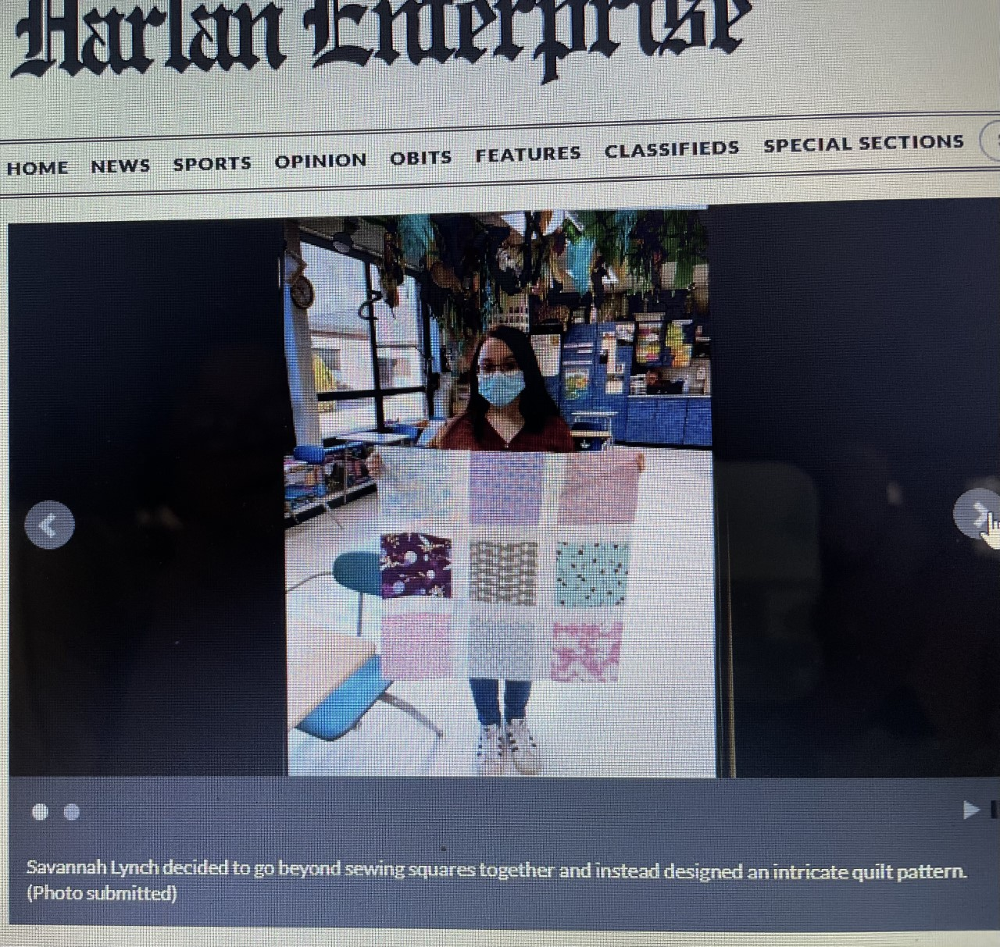 Harlan Enterprise
HOME NEWS SPORTS OPINION OBITS FEATURES CLASSIFIEDS SPECIAL SECTIONS
Savannah Lynch decided to go beyond sewing squares together and instead designed an intricate quilt pattern.
(Photo submitted)